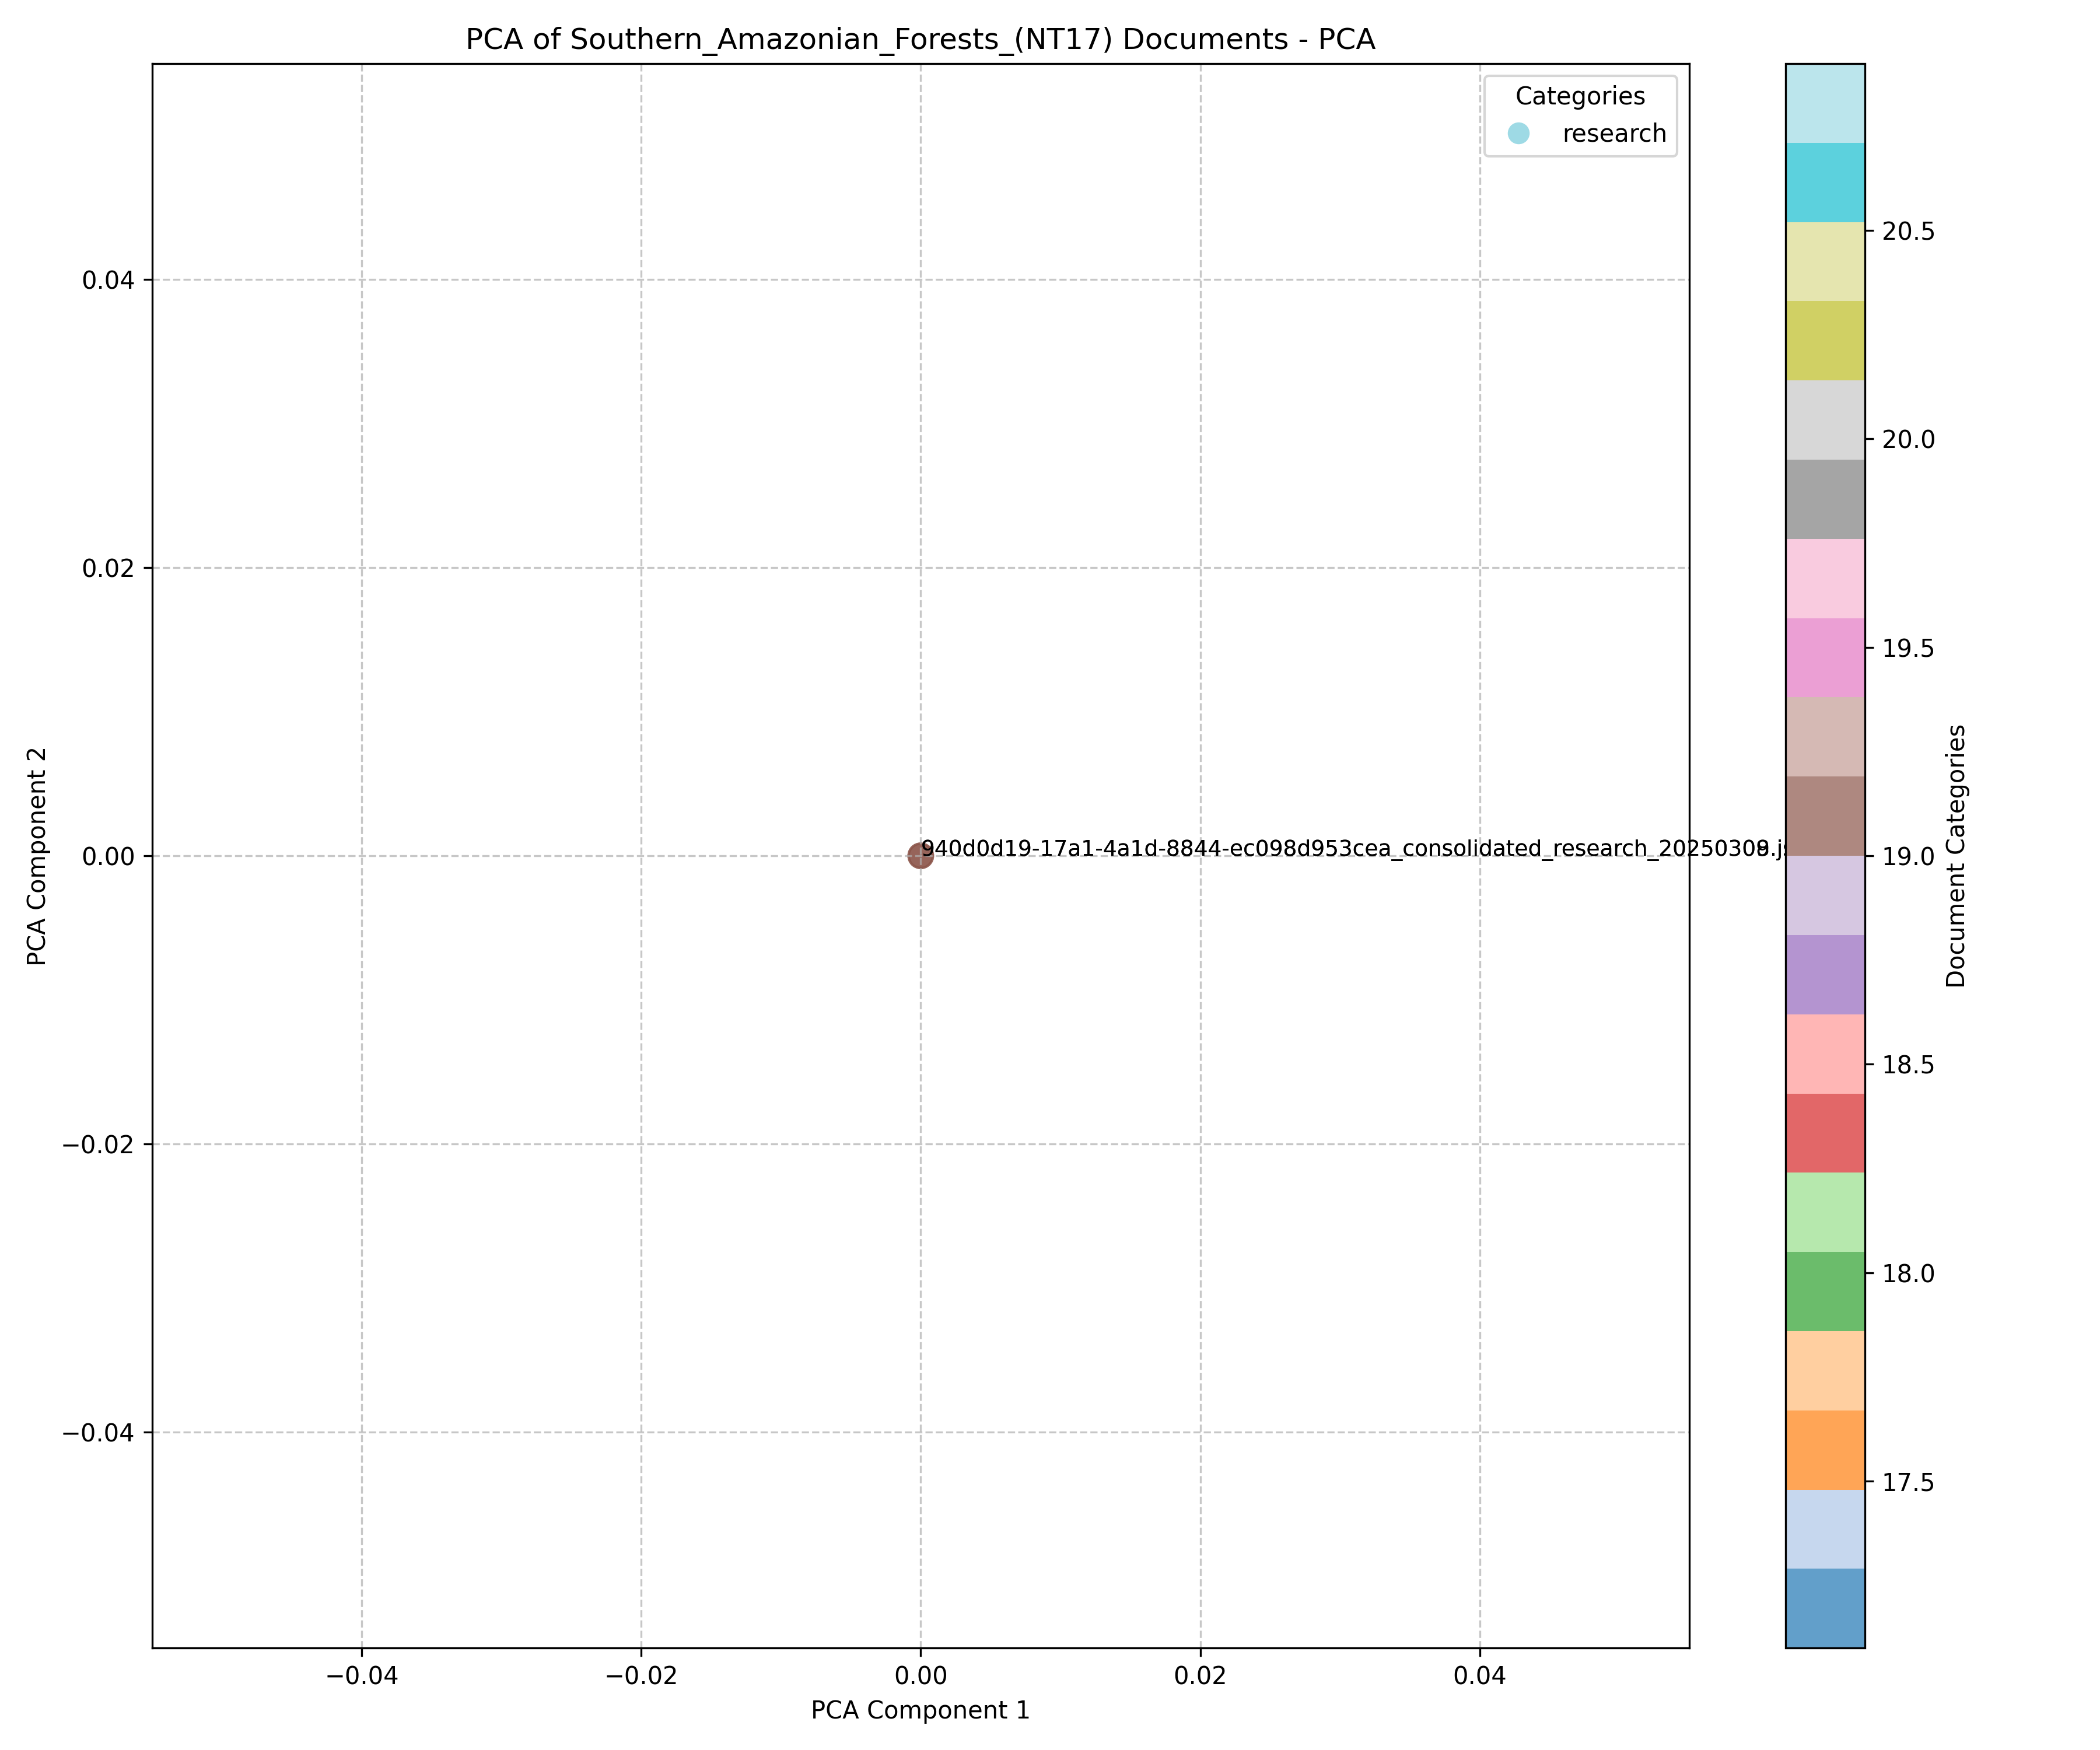 PCA of Southern_Amazonian_Forests_(NT17) Documents - PCA
Categories
research
0.04
0.02
0.00
−0.02
−0.04
PCA Component 2
−0.04
−0.02
0.00
0.02
0.04
PCA Component 1
20.5
20.0
19.5
19.0
18.5
18.0
17.5
Document Categories